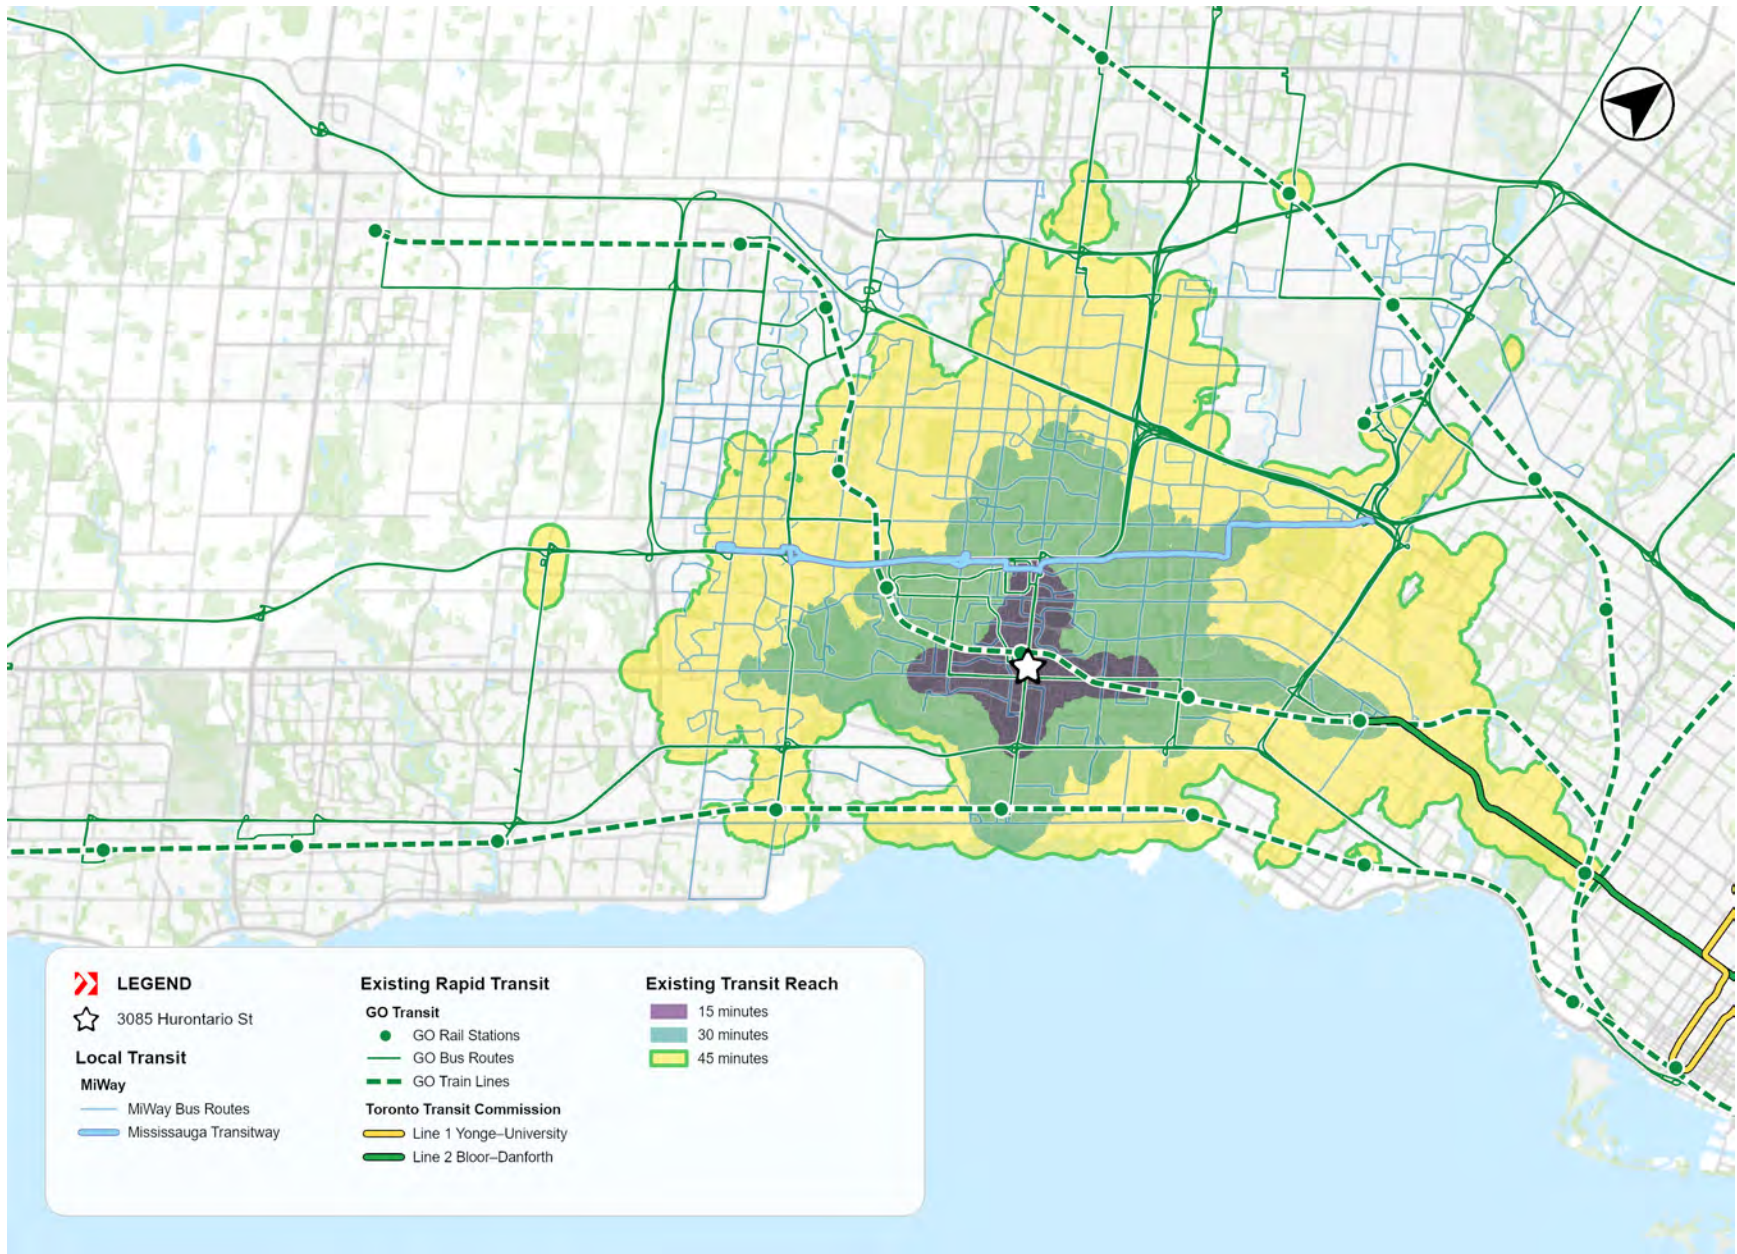 LEGEND
3085 Hurontario St
Local Transit
MiWay
MiWay Bus Routes
Mississauga Transitway
Existing Rapid Transit
GO Transit
GO Rail Stations
GO Bus Routes
GO Train Lines
Toronto Transit Commission
Line 1 Yonge–University
Line 2 Bloor–Danforth
Existing Transit Reach
15 minutes
30 minutes
45 minutes